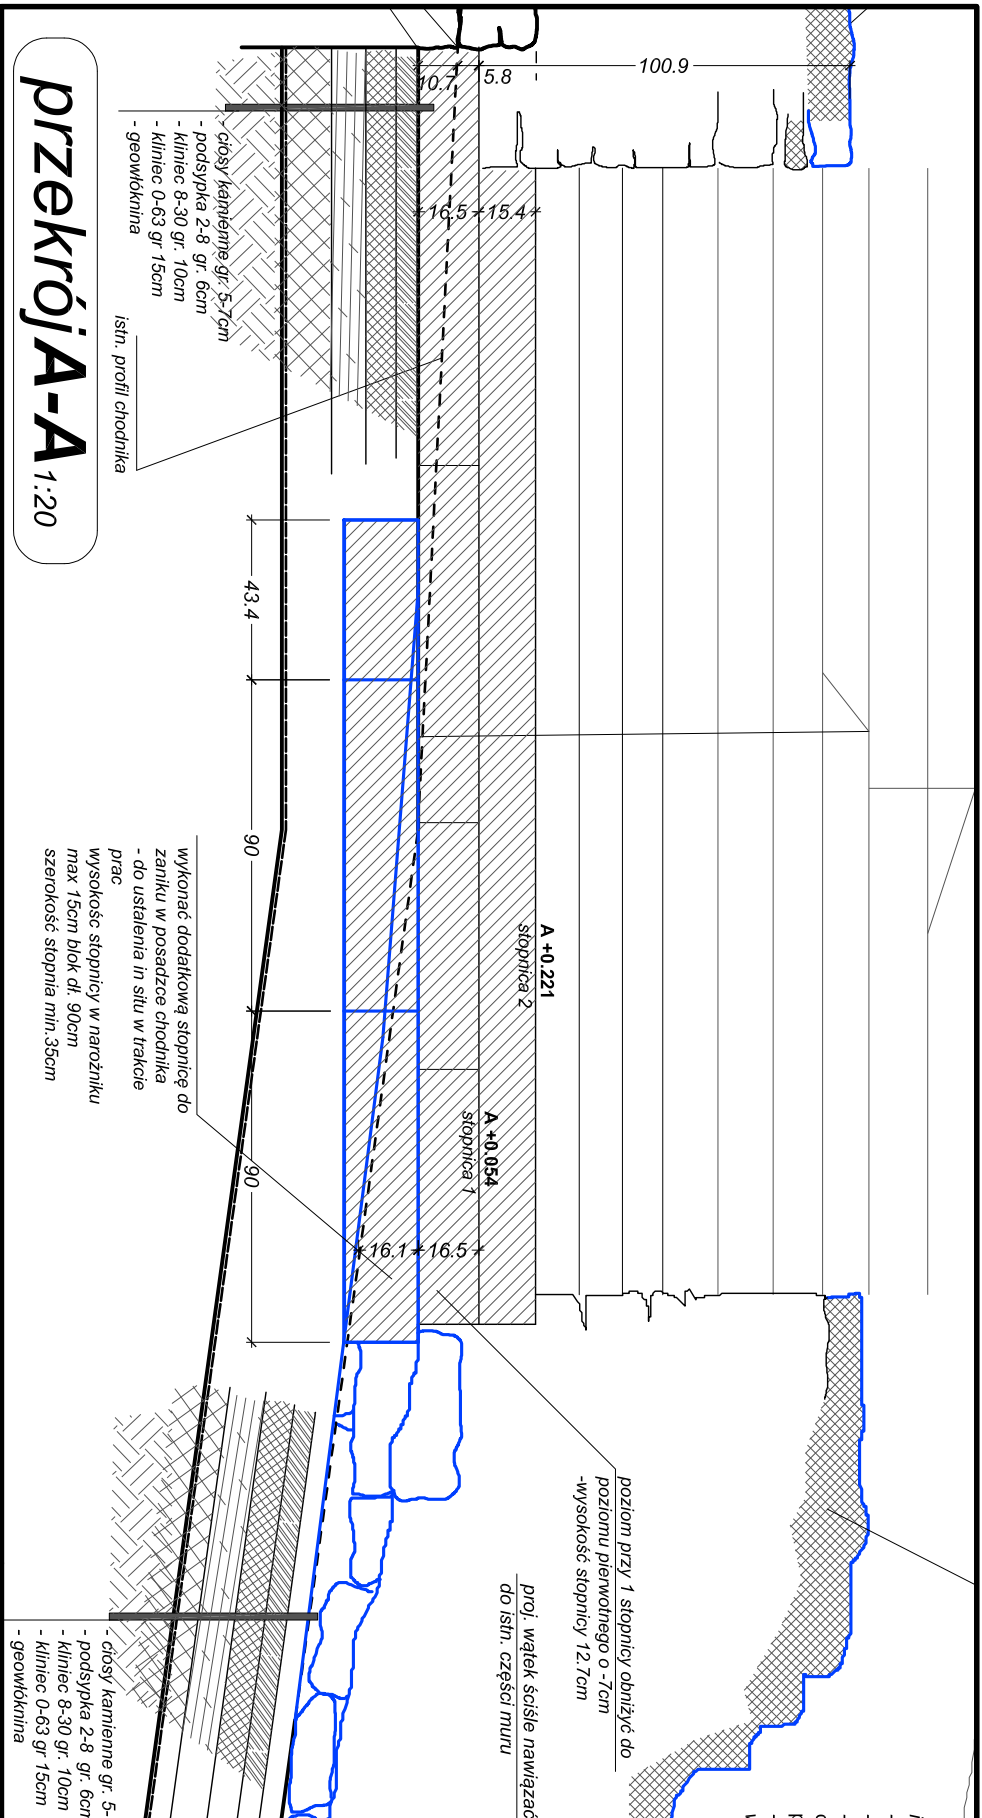 100.9
10.7
5.8
16.5
15.4
- ciosy kamienne gr. 5-7cm
- podsypka 2-8 gr. 6cm
- kliniec 8-30 gr. 10cm
- kliniec 0-63 gr 15cm
- geowłóknina
istn. profil chodnika
przekrój A-A 1:20
43.4
90
90
A +0.221
stopnica 2
A +0.054
stopnica 1
16.1
16.5
wykonać dodatkową stopnicę do
zaniku w posadzce chodnika
- do ustalenia in situ w trakcie
prac
wysokośc stopnicy w narożniku
max 15cm blok dł. 90cm
szerokość stopnia min.35cm
poziom przy 1 stopnicy obniżyć do
poziomu pierwotnego o -7cm
-wysokość stopnicy 12.7cm
proj. wątek ściśle nawiązać
do istn. części muru
- ciosy kamienne gr. 5-
- podsypka 2-8 gr. 6cm
- kliniec 8-30 gr. 10cm
- kliniec 0-63 gr 15cm
- geowłóknina